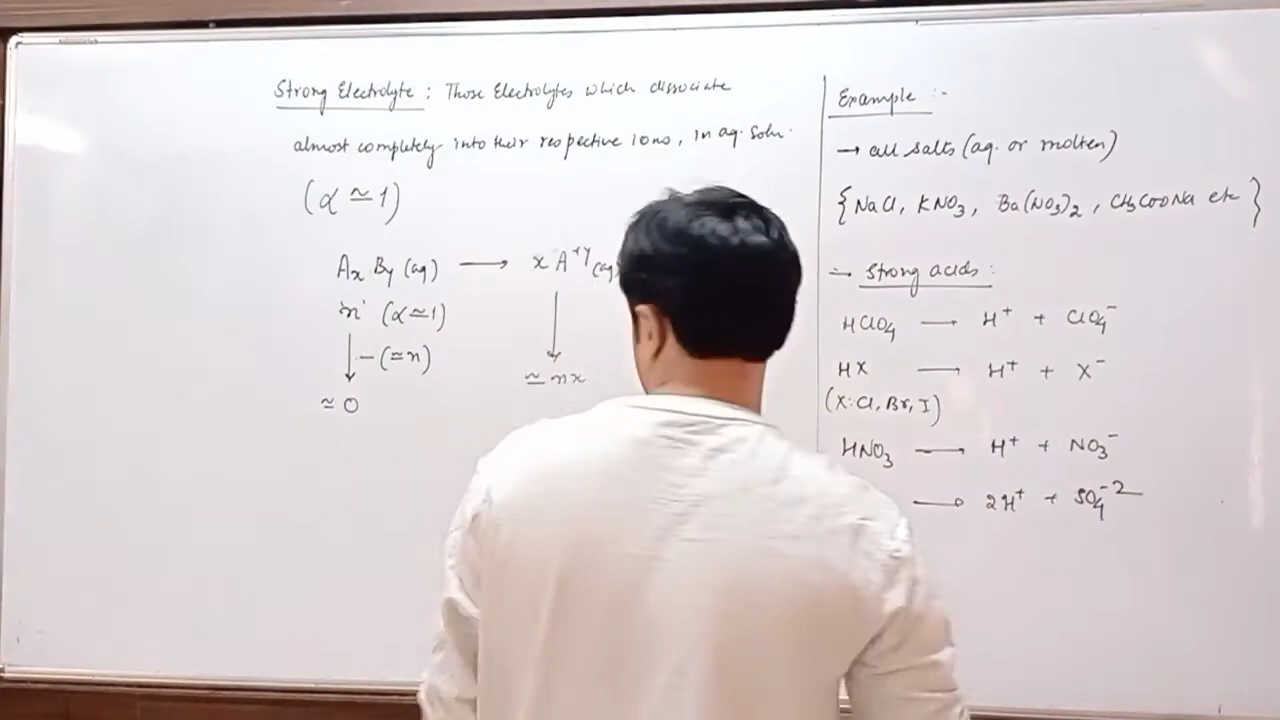 Strong Electrolyte : Those Electrolytes which dissociate
almost completely into their respective ions, in aq. soln.
(α ≃ 1)
AxBy (aq) → x A⁺ʸ (aq)
'n' (α ≃ 1)
- (≃ n)
≃ 0
≃ nx
Example :-
→ all salts (aq. or molten)
{ NaCl, KNO₃, Ba(NO₃)₂, CH₃COONa etc }
→ Strong acids :
HClO₄ → H⁺ + ClO₄⁻
HX → H⁺ + X⁻
(X: Cl, Br, I)
HNO₃ → H⁺ + NO₃⁻
→ 2H⁺ + SO₄⁻²